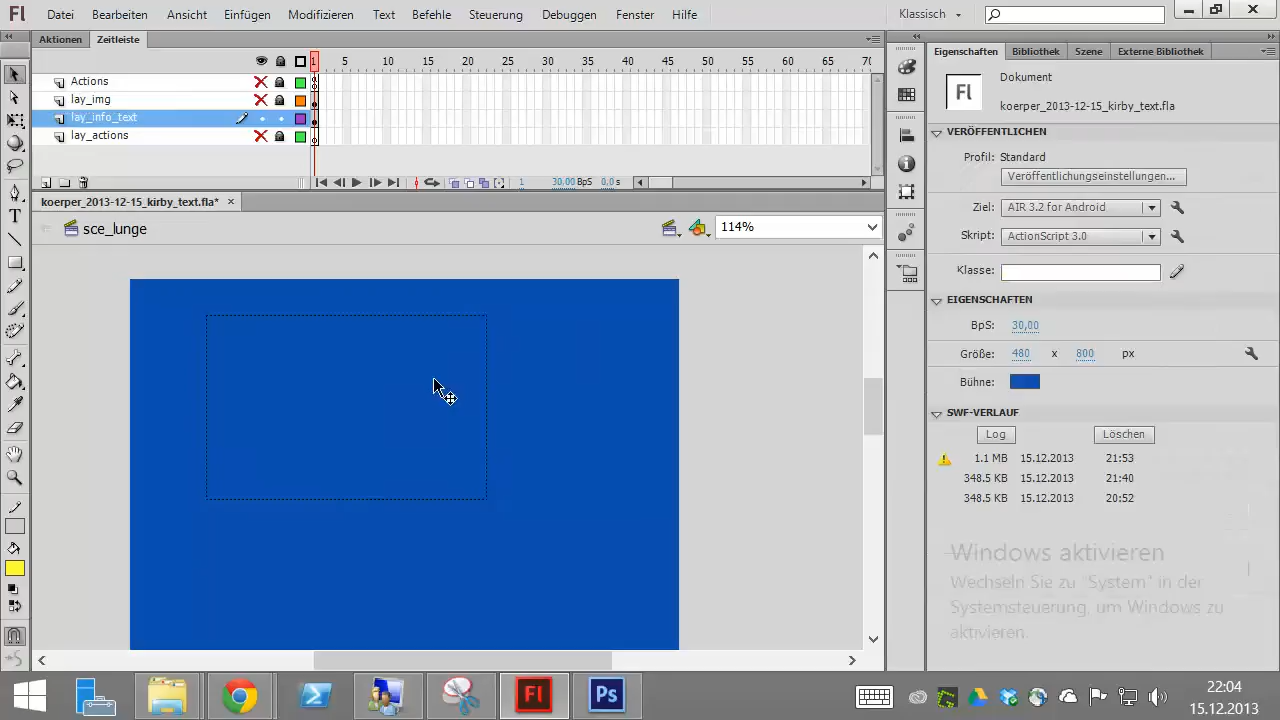 Fl Datei Bearbeiten Ansicht Einfügen Modifizieren Text Befehle Steuerung Debuggen Fenster Hilfe Klassisch
Aktionen Zeitleiste
Eigenschaften Bibliothek Szene Externe Bibliothek
1 5 10 15 20 25 30 35 40 45 50 55 60 65 70
Actions
lay_img
lay_info_text
lay_actions
1 30,00 BpS 0,0 s
koerper_2013-12-15_kirby_text.fla*
sce_lunge
114%
Fl
Dokument
koerper_2013-12-15_kirby_text.fla
VERÖFFENTLICHEN
Profil: Standard
Veröffentlichungseinstellungen...
Ziel: AIR 3.2 for Android
Skript: ActionScript 3.0
Klasse:
EIGENSCHAFTEN
BpS: 30,00
Größe: 480 x 800 px
Bühne:
SWF-VERLAUF
Log Löschen
1.1 MB 15.12.2013 21:53
348.5 KB 15.12.2013 21:40
348.5 KB 15.12.2013 20:52
Windows aktivieren
Wechseln Sie zu "System" in der
Systemsteuerung, um Windows zu
aktivieren.
Fl Ps
22:04
15.12.2013